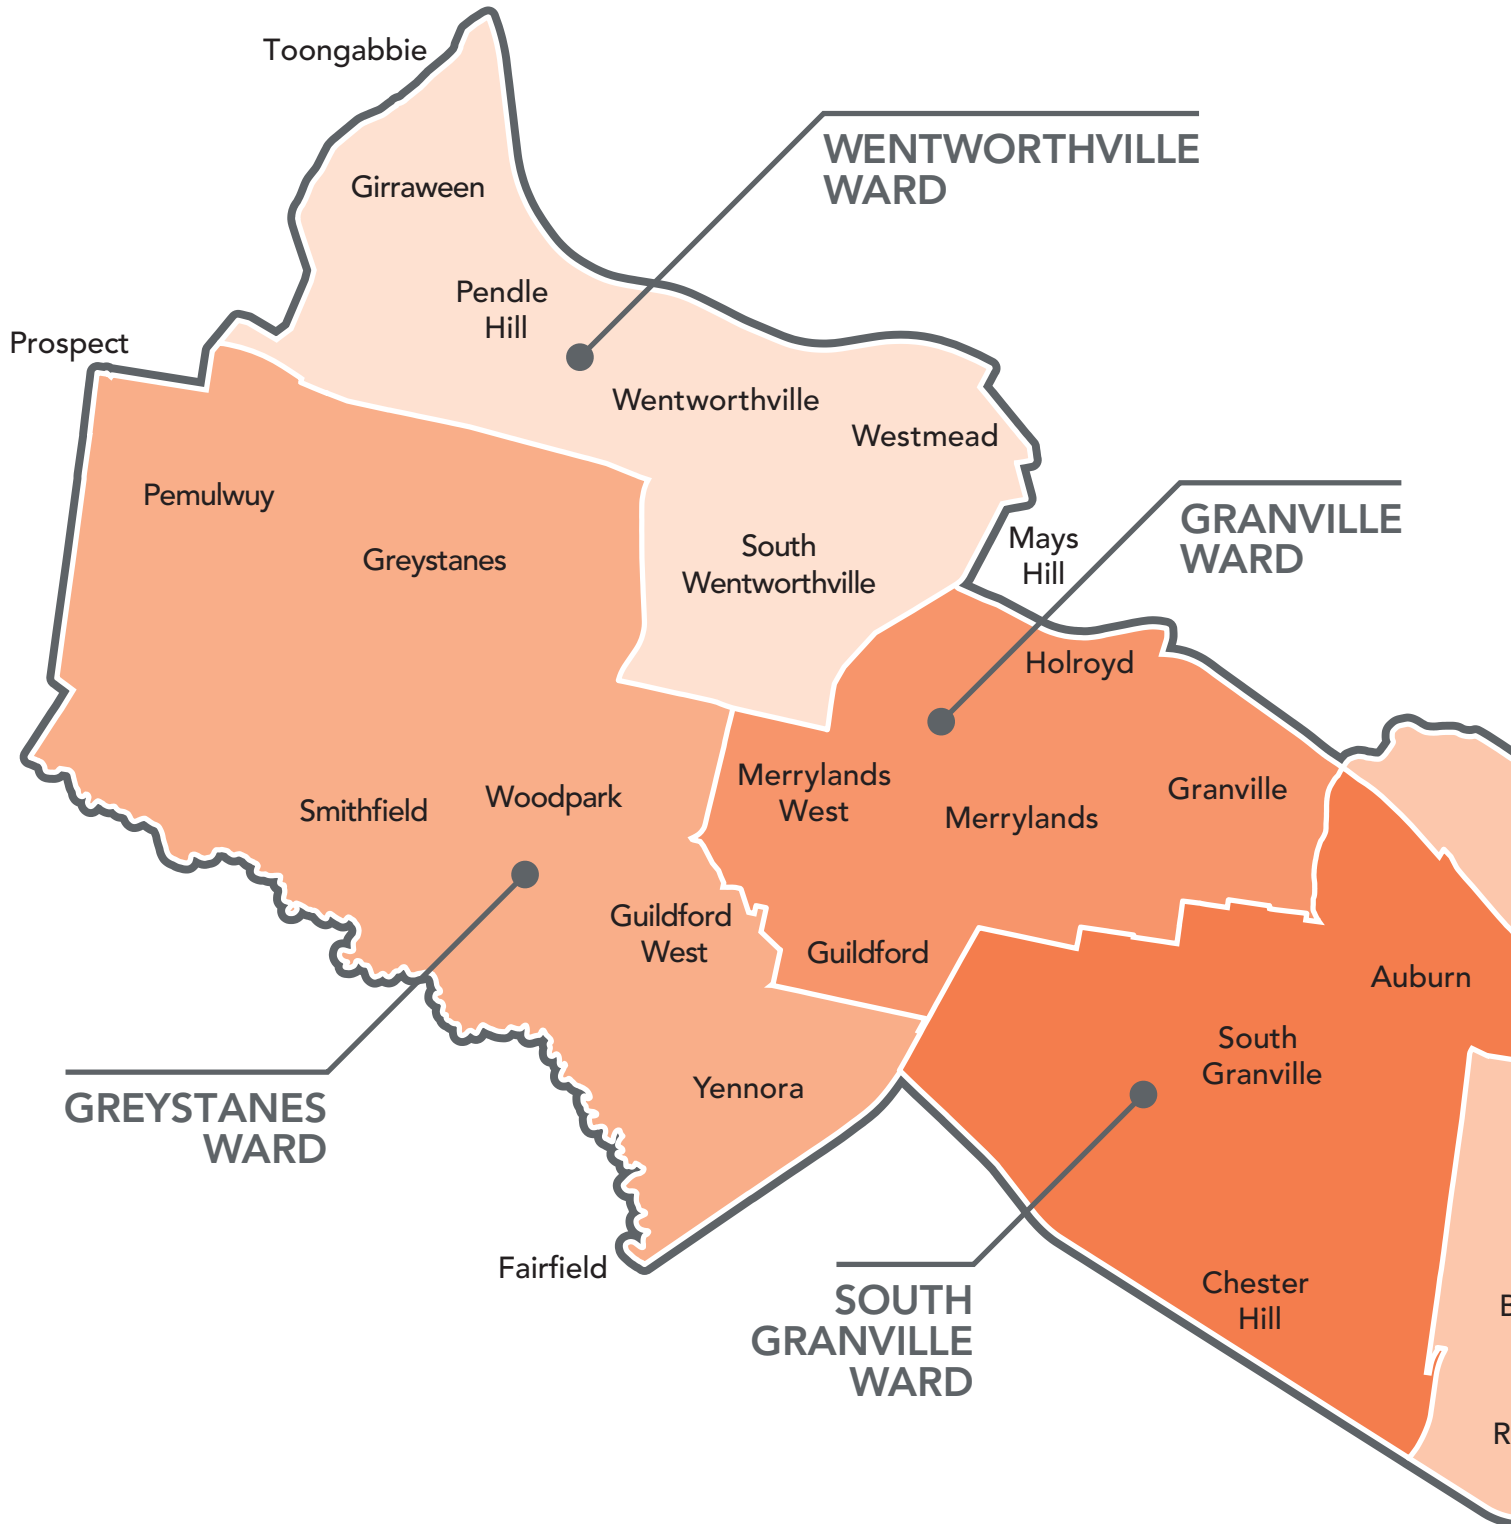 Toongabbie
WENTWORTHVILLE
WARD
Girraween
Pendle
Hill
Prospect
Wentworthville
Westmead
Pemulwuy
GRANVILLE
WARD
Mays
Hill
South
Wentworthville
Greystanes
Holroyd
Merrylands
West
Granville
Merrylands
Woodpark
Smithfield
Guildford
West
Guildford
Auburn
South
Granville
Yennora
GREYSTANES
WARD
Fairfield
SOUTH
GRANVILLE
WARD
Chester
Hill